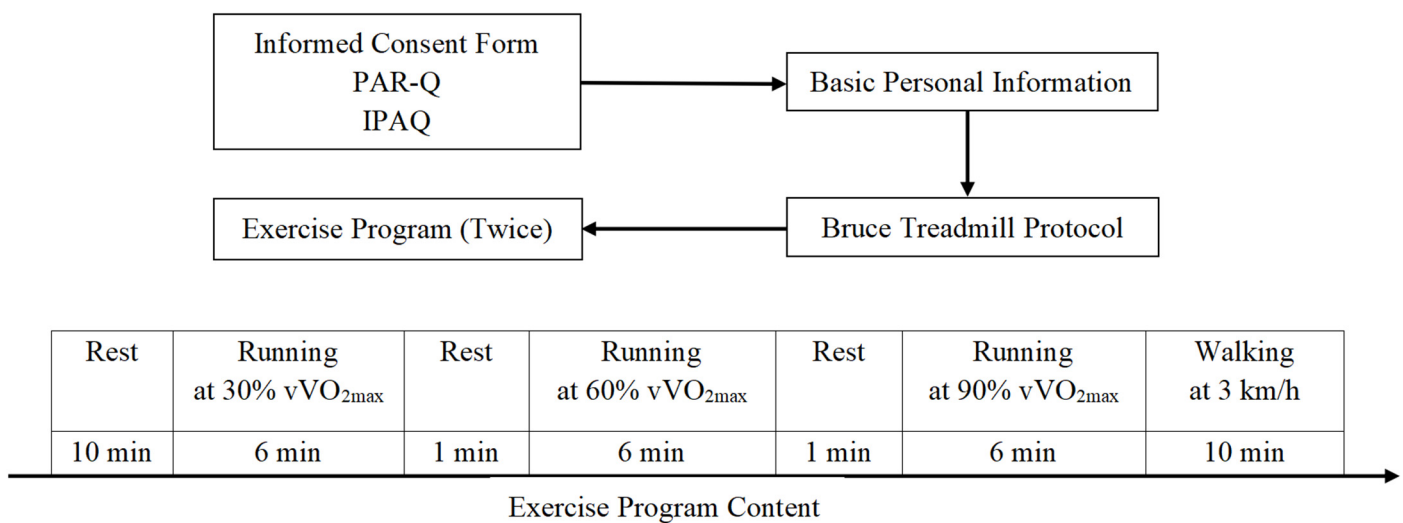 Informed Consent Form
PAR-Q
IPAQ
Basic Personal Information
Exercise Program (Twice)
Bruce Treadmill Protocol
Rest
Running
at 30% vVO2max
Rest
Running
at 60% vVO2max
Rest
Running
at 90% vVO2max
Walking
at 3 km/h
10 min
6 min
1 min
6 min
1 min
6 min
10 min
Exercise Program Content